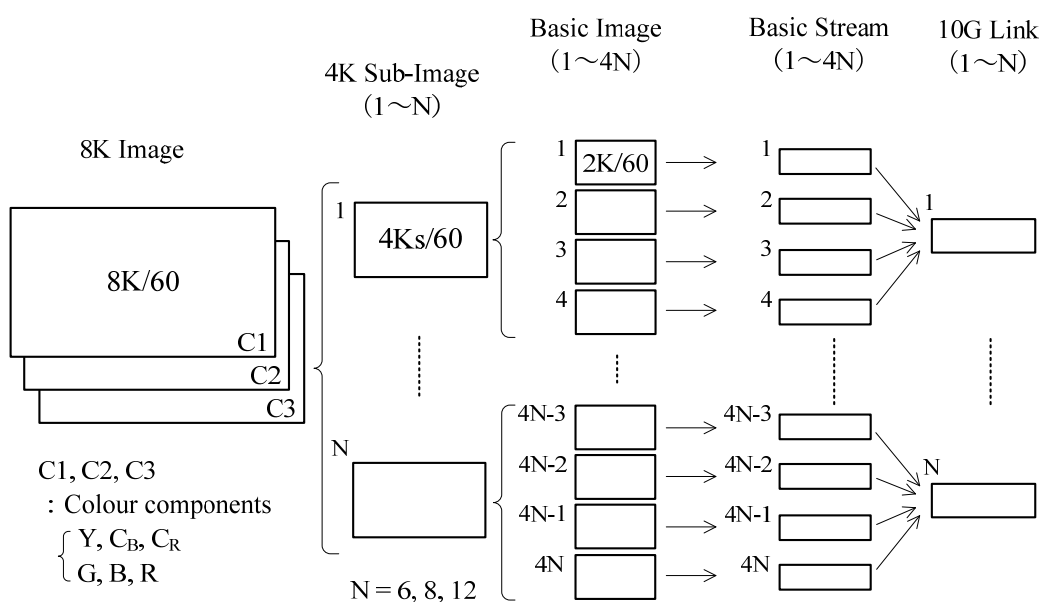 8K Image
8K/60
C1
C2
C3
C1, C2, C3
: Colour components
Y, CB, CR
G, B, R
4K Sub-Image
(1~N)
1
4Ks/60
N
N = 6, 8, 12
Basic Image
(1~4N)
1
2K/60
2
3
4
4N-3
4N-2
4N-1
4N
Basic Stream
(1~4N)
1
2
3
4
4N-3
4N-2
4N-1
4N
10G Link
(1~N)
1
N